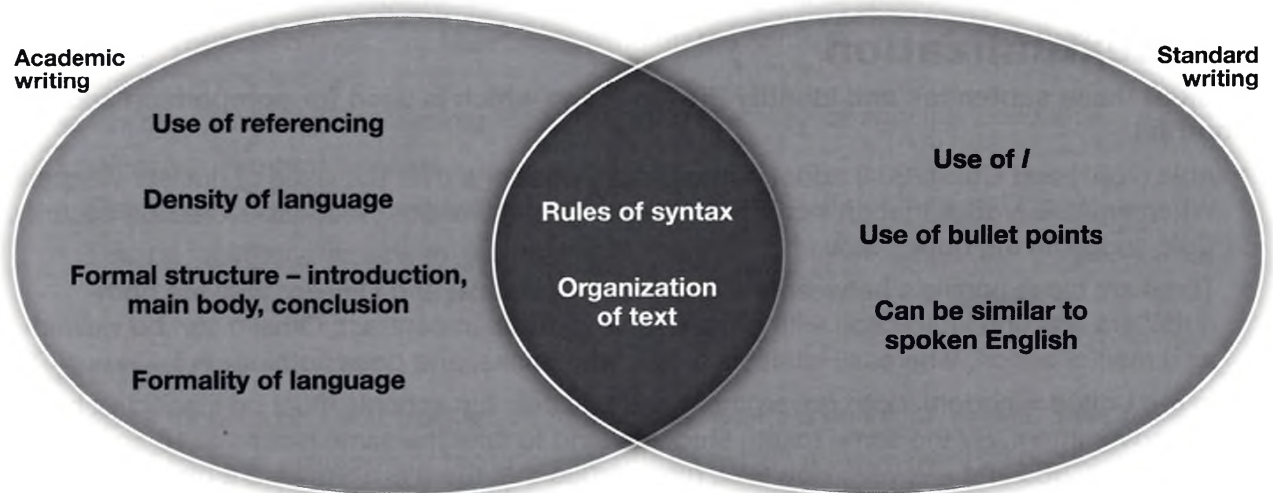 Academic
writing
Use of referencing
Density of language
Formal structure – introduction,
main body, conclusion
Formality of language
Rules of syntax
Organization
of text
Standard
writing
Use of I
Use of bullet points
Can be similar to
spoken English